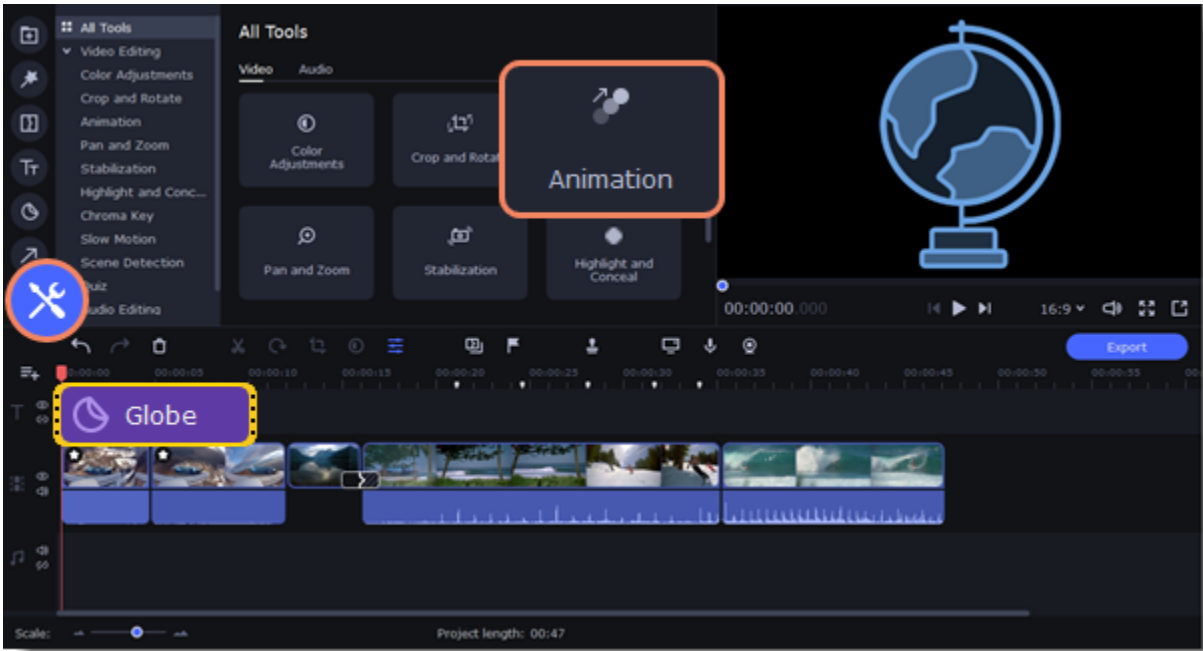 All Tools
Video Editing
Color Adjustments
Crop and Rotate
Animation
Pan and Zoom
Stabilization
Highlight and Conc...
Chroma Key
Slow Motion
Scene Detection
Quiz
Audio Editing
All Tools
Video Audio
Color
Adjustments
Crop and Rotat
Animation
Pan and Zoom
Stabilization
Highlight and
Conceal
00:00:00.000
16:9
Export
0:00:00 00:00:05 00:00:10 00:00:15 00:00:20 00:00:25 00:00:30 00:00:35 00:00:40 00:00:45 00:00:50 00:00:55 00:
Globe
Scale:
Project length: 00:47